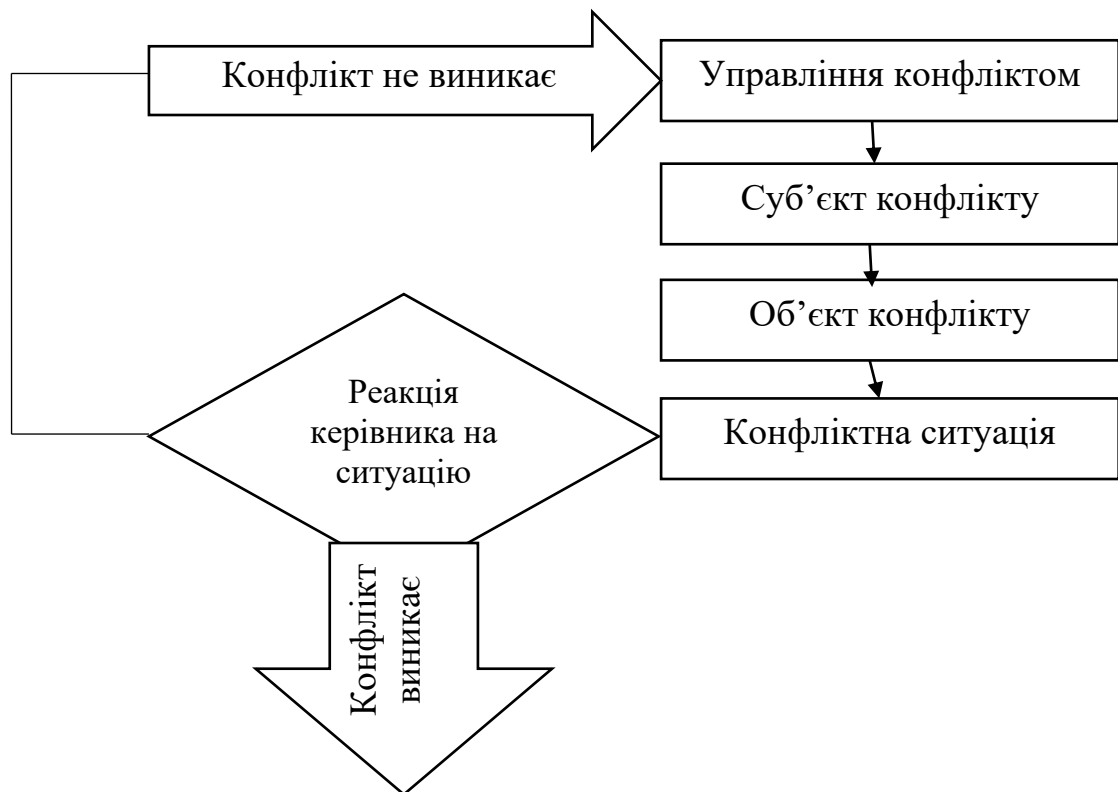 Конфлікт не виникає
Управління конфліктом
Суб’єкт конфлікту
Об’єкт конфлікту
Реакція
керівника на
ситуацію
Конфліктна ситуація
Конфлікт
виникає